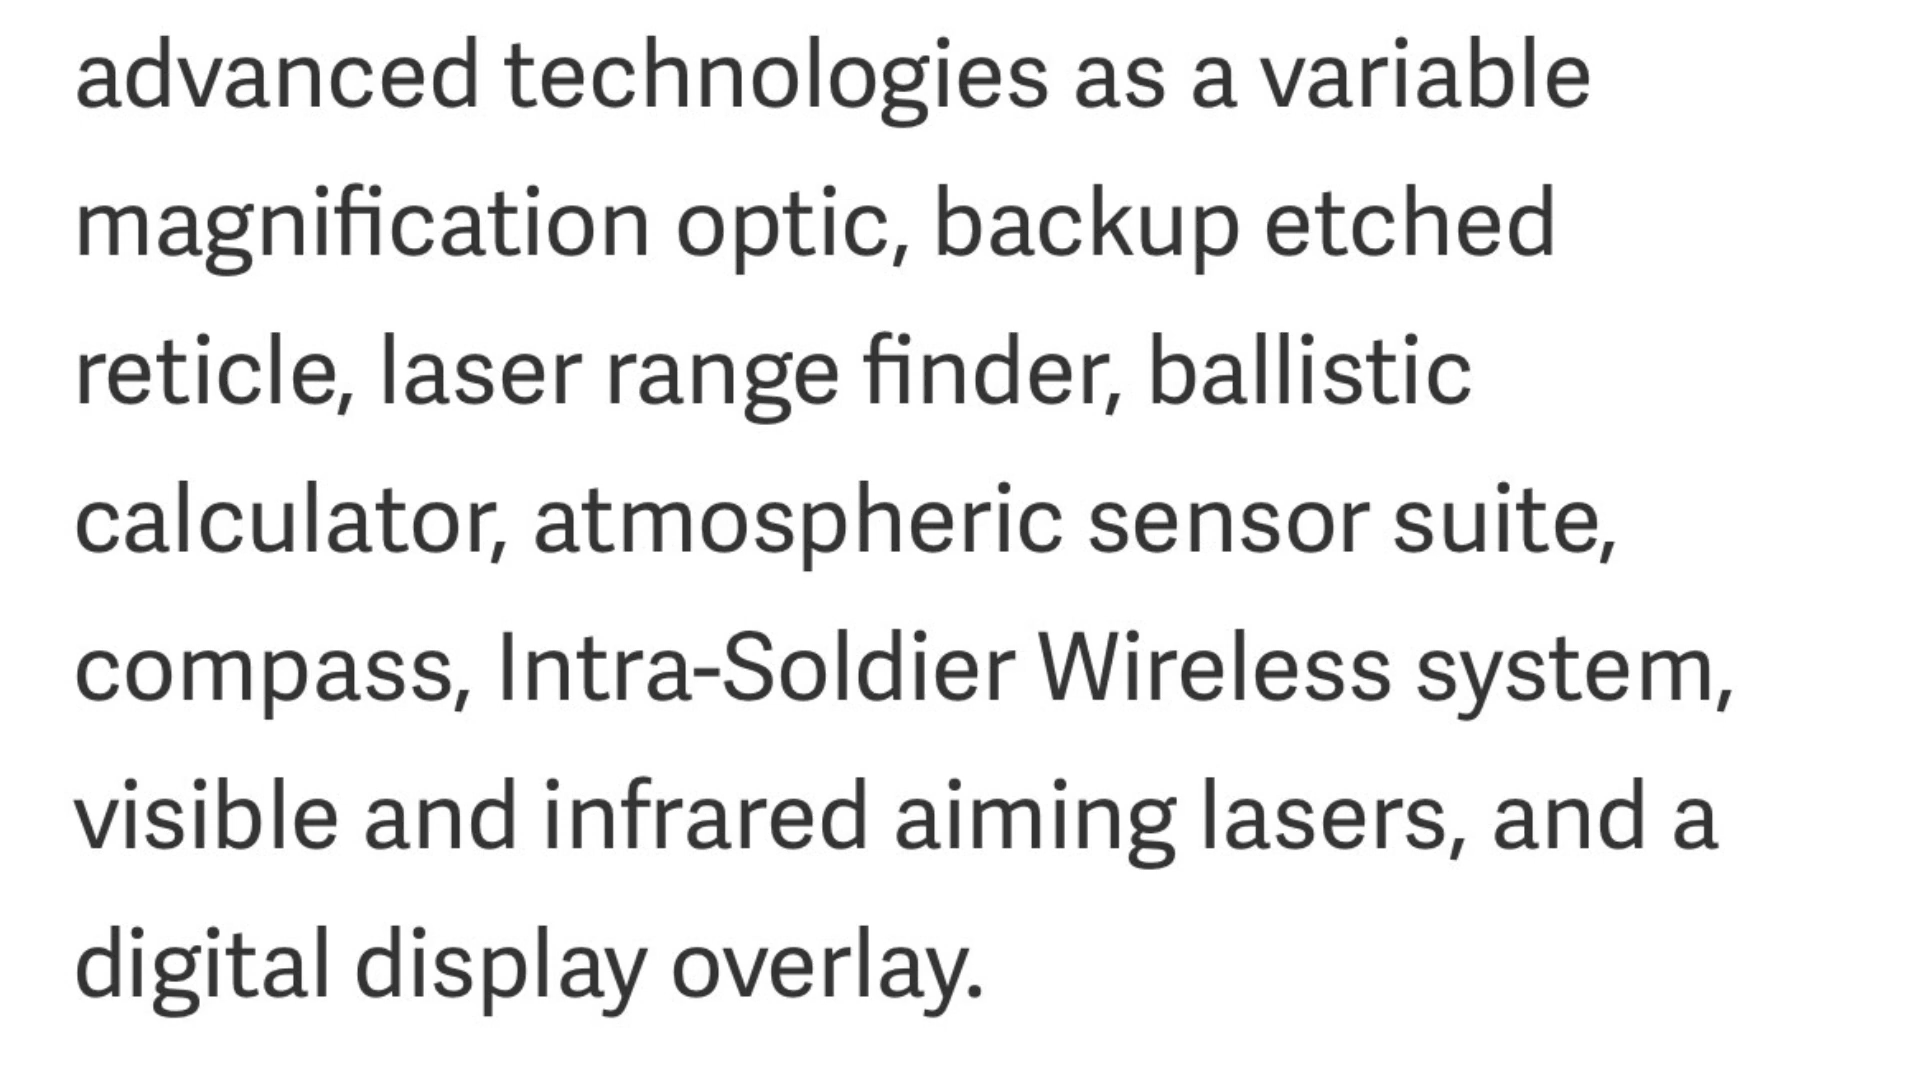 advanced technologies as a variable
magnification optic, backup etched
reticle, laser range finder, ballistic
calculator, atmospheric sensor suite,
compass, Intra-Soldier Wireless system,
visible and infrared aiming lasers, and a
digital display overlay.